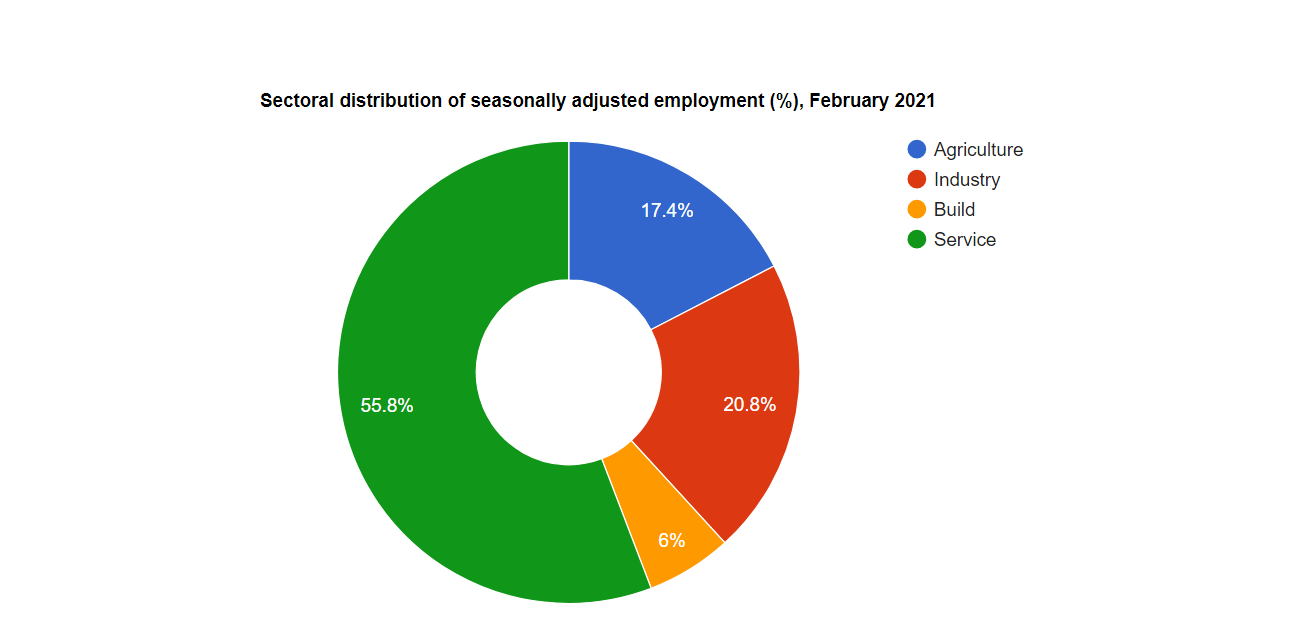 Sectoral distribution of seasonally adjusted employment (%), February 2021
Agriculture
Industry
Build
Service
17.4%
20.8%
55.8%
6%